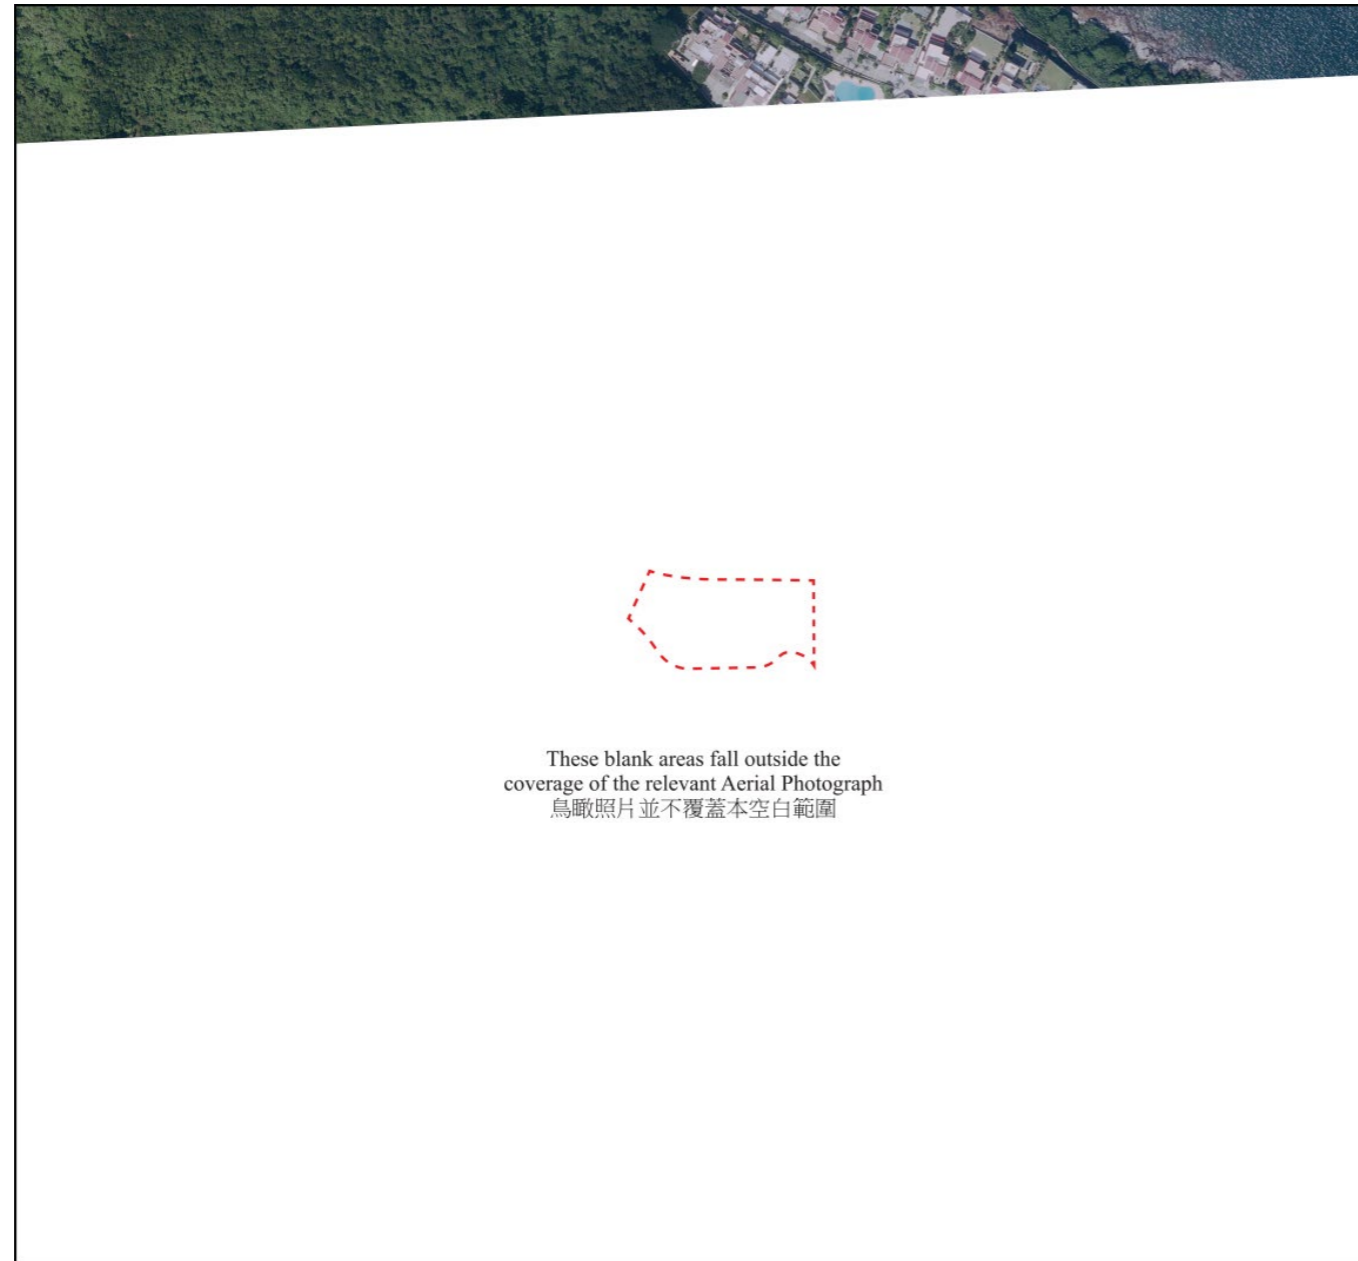 These blank areas fall outside the
coverage of the relevant Aerial Photograph
鳥瞰照片並不覆蓋本空白範圍